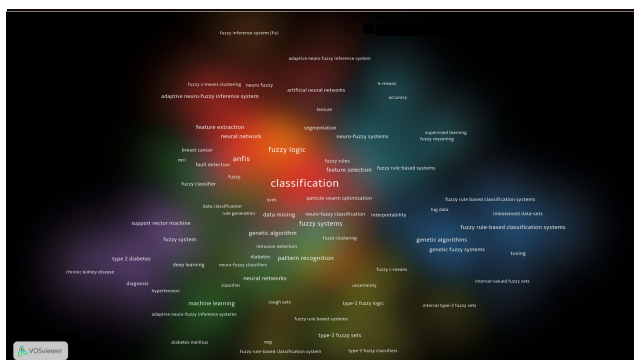 fuzzy inference system (fis)
adaptive neuro fuzzy inference system
fuzzy c-means clustering
neuro fuzzy
k-means
artificial neural networks
adaptive neuro-fuzzy inference system
accuracy
texture
feature extraction
segmentation
neural network
neuro-fuzzy systems
supervised learning
fuzzy reasoning
breast cancer
fuzzy logic
mri
anfis
fuzzy rules
fault detection
feature selection
fuzzy rule-based systems
fuzzy
fuzzy classifier
classification
svm
particle swarm optimization
fuzzy rule based classification systems
data classification
big data
rule generation
data mining
neuro-fuzzy classification
interpretability
imbalanced data-sets
support vector machine
fuzzy systems
fuzzy rule-based classification systems
genetic algorithm
fuzzy system
fuzzy clustering
genetic algorithms
intrusion detection
genetic fuzzy systems
tuning
type 2 diabetes
diabetes
pattern recognition
deep learning
neuro-fuzzy classifiers
chronic kidney disease
fuzzy c-means
neural networks
diagnosis
classifier
uncertainty
interval-valued fuzzy sets
hypertension
machine learning
rough sets
type-2 fuzzy logic
interval type-2 fuzzy sets
adaptive neuro-fuzzy inference systems
fuzzy rule based systems
type-2 fuzzy sets
diabetes mellitus
eeg
fuzzy rule-based classification system
type-2 fuzzy classifiers
VOSviewer